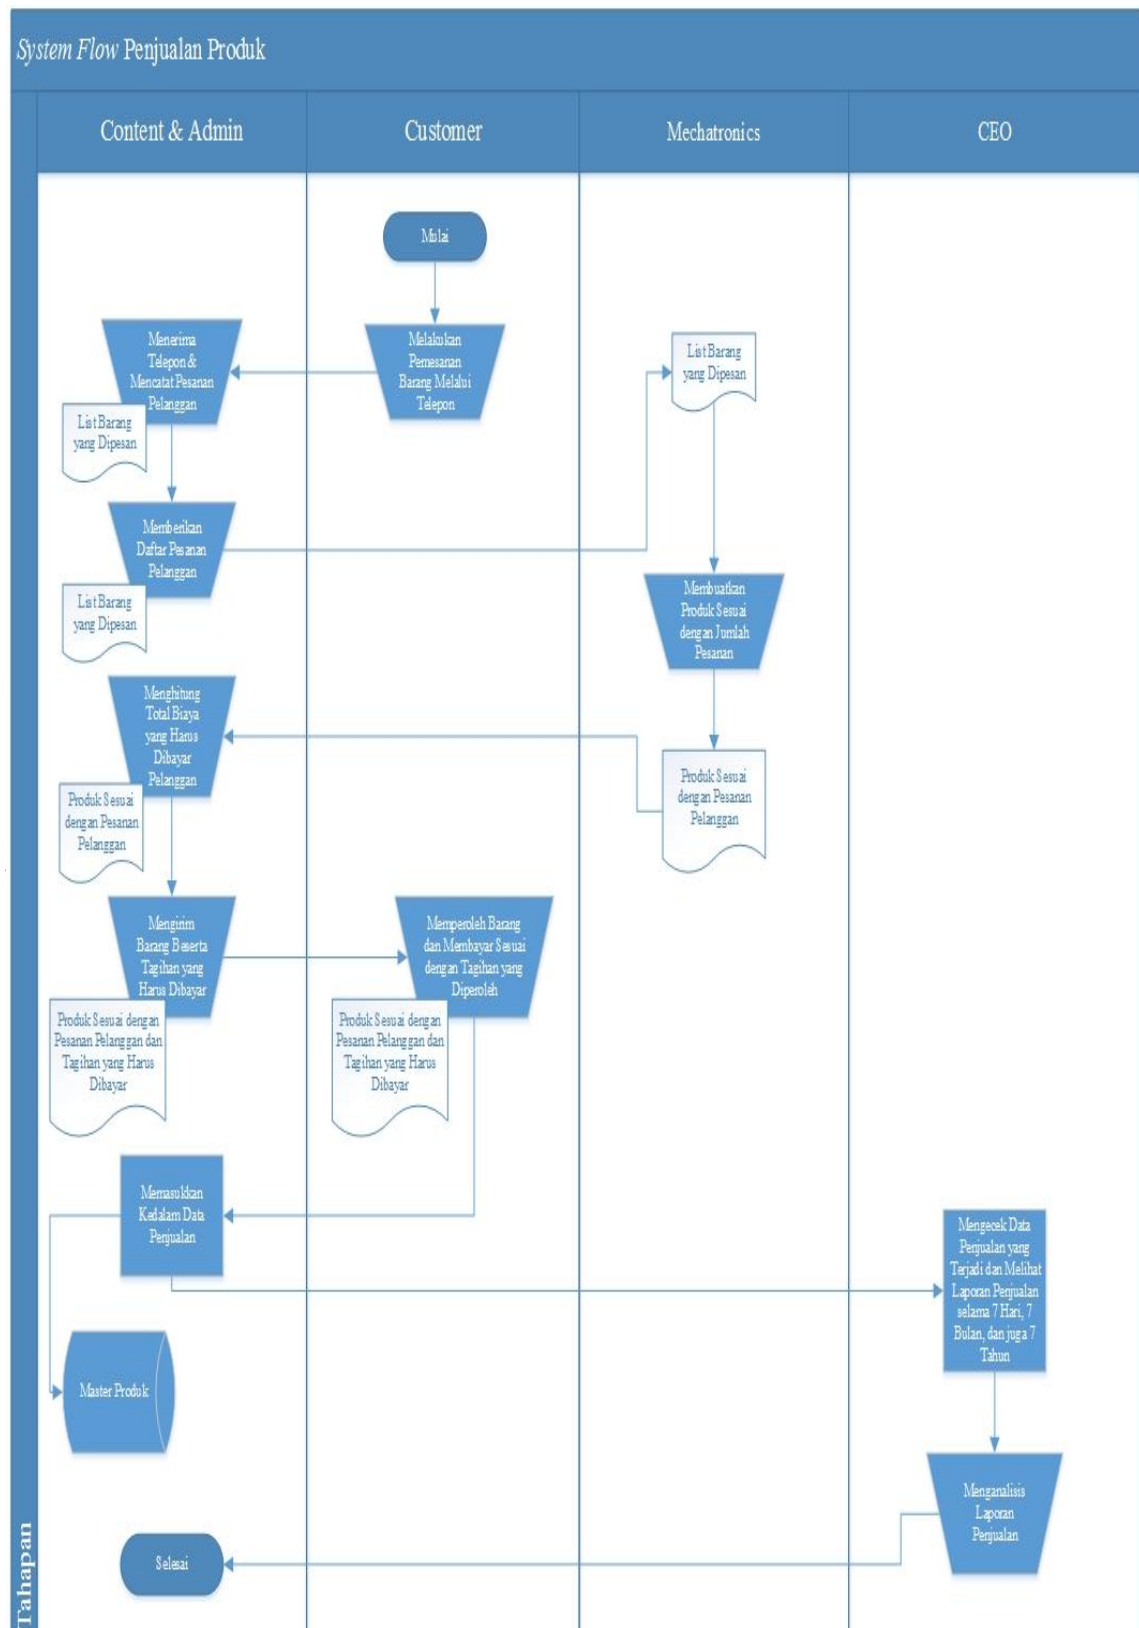 System Flow Penjualan Produk
Content & Admin
Customer
Mechatronics
CEO
Tahapan
Mulai
Melakukan
Pemesanan
Barang Melalui
Telepon
Menerima
Telepon &
Mencatat Pesanan
Pelanggan
List Barang
yang Dipesan
Memberikan
Daftar Pesanan
Pelanggan
List Barang
yang Dipesan
List Barang
yang Dipesan
Membuatkan
Produk Sesuai
dengan Jumlah
Pesanan
Produk Sesuai
dengan Pesanan
Pelanggan
Menghitung
Total Biaya
yang Harus
Dibayar
Pelanggan
Produk Sesuai
dengan Pesanan
Pelanggan
Mengirim
Barang Beserta
Tagihan yang
Harus Dibayar
Produk Sesuai dengan
Pesanan Pelanggan dan
Tagihan yang Harus
Dibayar
Memperoleh Barang
dan Membayar Sesuai
dengan Tagihan yang
Diperoleh
Produk Sesuai dengan
Pesanan Pelanggan dan
Tagihan yang Harus
Dibayar
Memasukkan
Kedalam Data
Penjualan
Master Produk
Mengecek Data
Penjualan yang
Terjadi dan Melihat
Laporan Penjualan
selama 7 Hari, 7
Bulan, dan juga 7
Tahun
Menganalisis
Laporan
Penjualan
Selesai